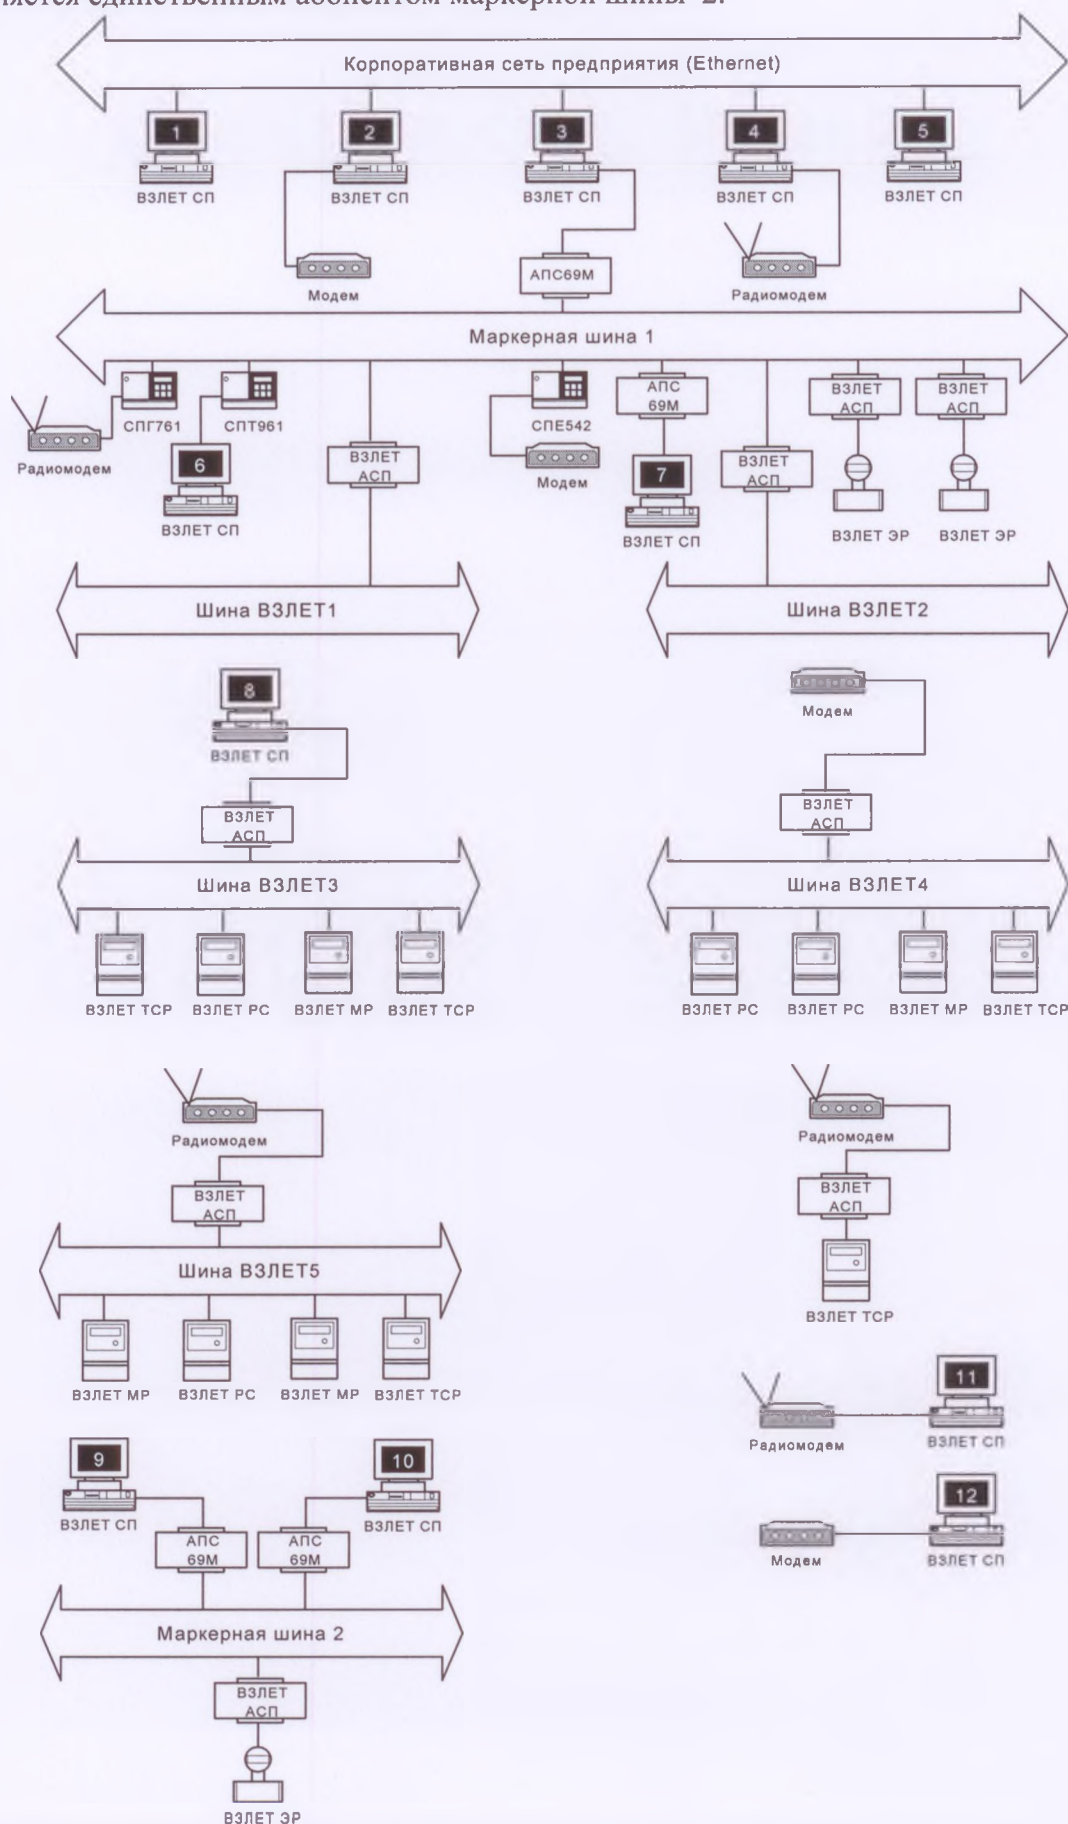 является единственным абонентом маркерной шины 2.
Корпоративная сеть предприятия (Ethernet)
1
2
3
4
5
ВЗЛЕТ СП
ВЗЛЕТ СП
ВЗЛЕТ СП
ВЗЛЕТ СП
ВЗЛЕТ СП
АПС69М
Модем
Радиомодем
Маркерная шина 1
АПС
69М
ВЗЛЕТ
АСП
ВЗЛЕТ
АСП
СПГ761
СПТ961
СПЕ542
Радиомодем
6
ВЗЛЕТ
АСП
Модем
7
ВЗЛЕТ
АСП
ВЗЛЕТ СП
ВЗЛЕТ СП
ВЗЛЕТ ЭР
ВЗЛЕТ ЭР
Шина ВЗЛЕТ1
Шина ВЗЛЕТ2
8
ВЗЛЕТ СП
Модем
ВЗЛЕТ
АСП
ВЗЛЕТ
АСП
Шина ВЗЛЕТ3
Шина ВЗЛЕТ4
ВЗЛЕТ ТСР
ВЗЛЕТ РС
ВЗЛЕТ МР
ВЗЛЕТ ТСР
ВЗЛЕТ РС
ВЗЛЕТ РС
ВЗЛЕТ МР
ВЗЛЕТ ТСР
Радиомодем
Радиомодем
ВЗЛЕТ
АСП
ВЗЛЕТ
АСП
Шина ВЗЛЕТ5
ВЗЛЕТ ТСР
ВЗЛЕТ МР
ВЗЛЕТ РС
ВЗЛЕТ МР
ВЗЛЕТ ТСР
11
Радиомодем
ВЗЛЕТ СП
9
10
ВЗЛЕТ СП
ВЗЛЕТ СП
12
Модем
ВЗЛЕТ СП
АПС
69М
АПС
69М
Маркерная шина 2
ВЗЛЕТ
АСП
ВЗЛЕТ ЭР